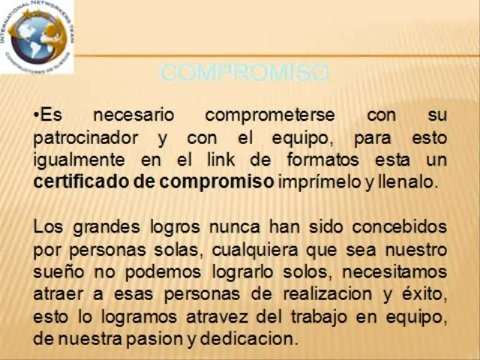 INTERNATIONAL NETWORKERS TEAM
CONSTRUCTORES DE SUEÑOS
COMPROMISO
•Es necesario comprometerse con su
patrocinador y con el equipo, para esto
igualmente en el link de formatos esta un
certificado de compromiso imprímelo y llenalo.
Los grandes logros nunca han sido concebidos
por personas solas, cualquiera que sea nuestro
sueño no podemos lograrlo solos, necesitamos
atraer a esas personas de realizacion y éxito,
esto lo logramos atravez del trabajo en equipo,
de nuestra pasion y dedicacion.